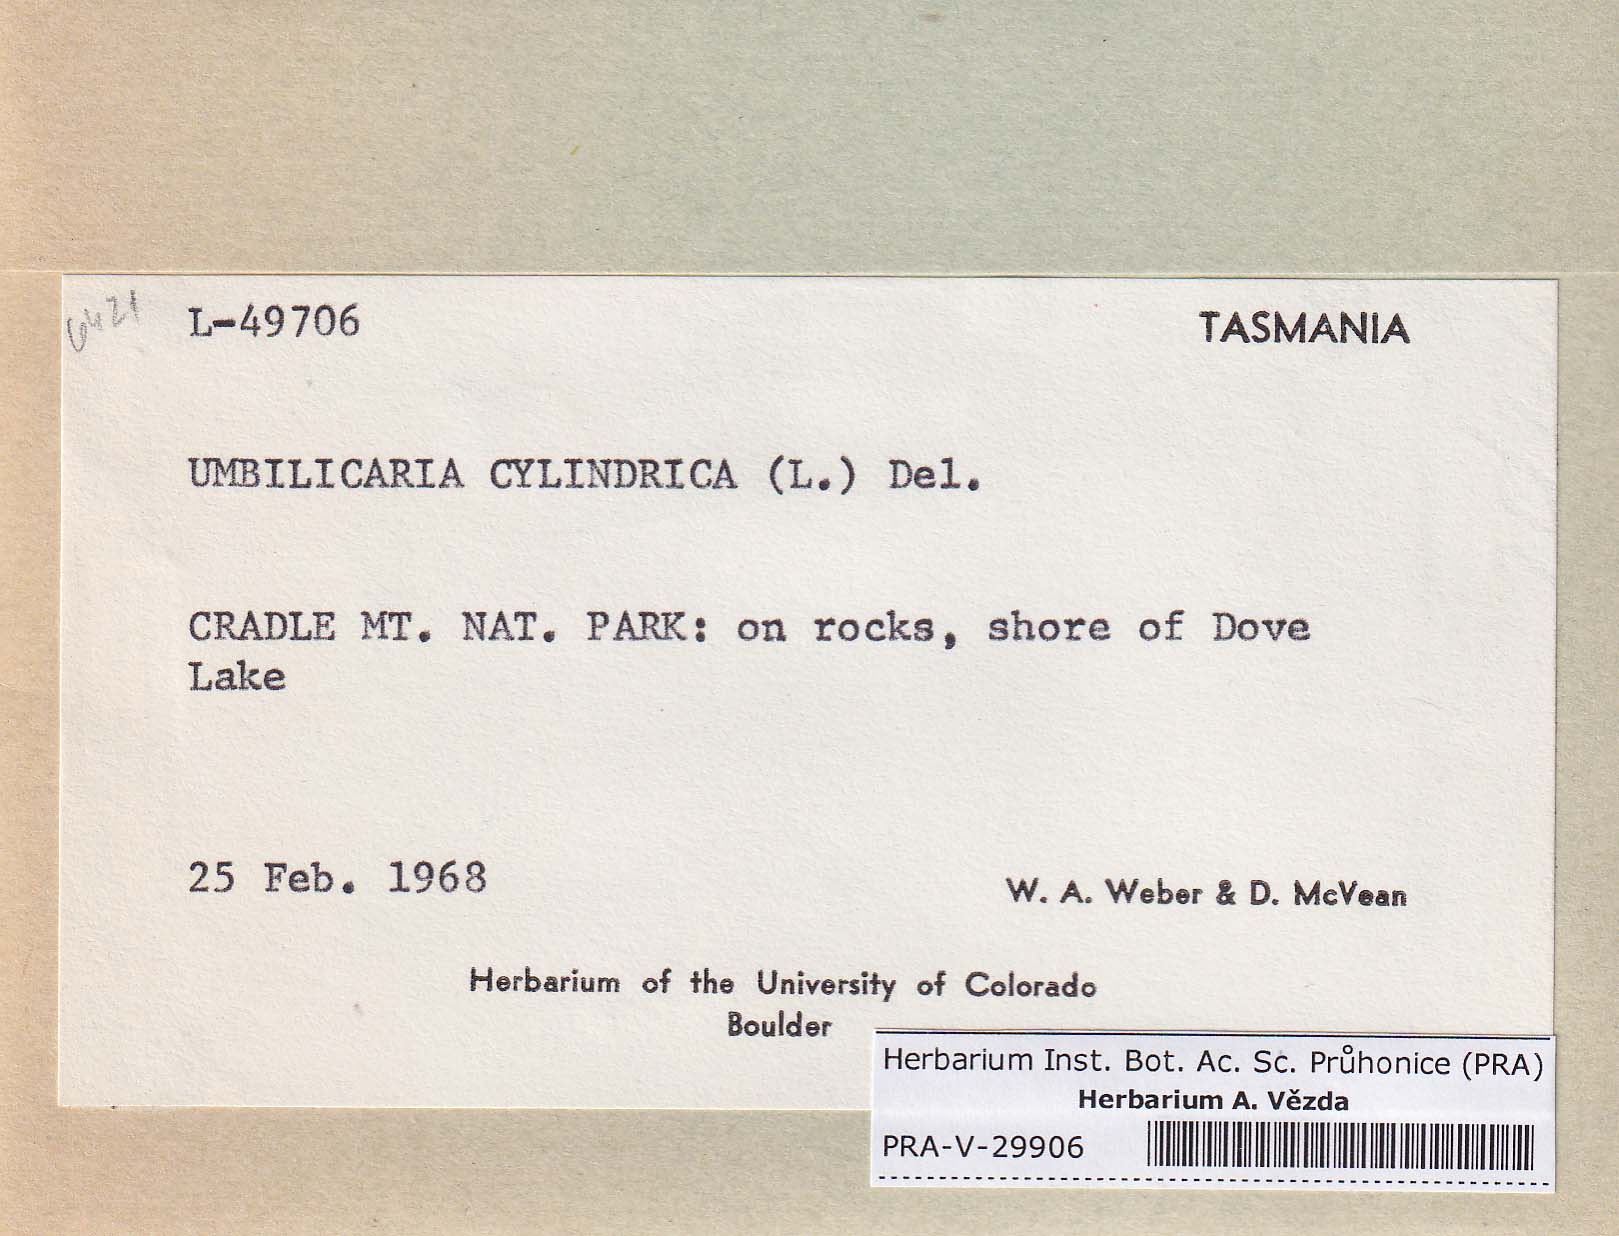 L-49706
TASMANIA
UMBILICARIA CYLINDRICA (L.) Del.
CRADLE MT. NAT. PARK: on rocks, shore of Dove
Lake
25 Feb. 1968
W. A. Weber & D. McVean
Herbarium of the University of Colorado
Boulder
Herbarium Inst. Bot. Ac. Sc. Průhonice (PRA)
Herbarium A. Vězda
PRA-V-29906